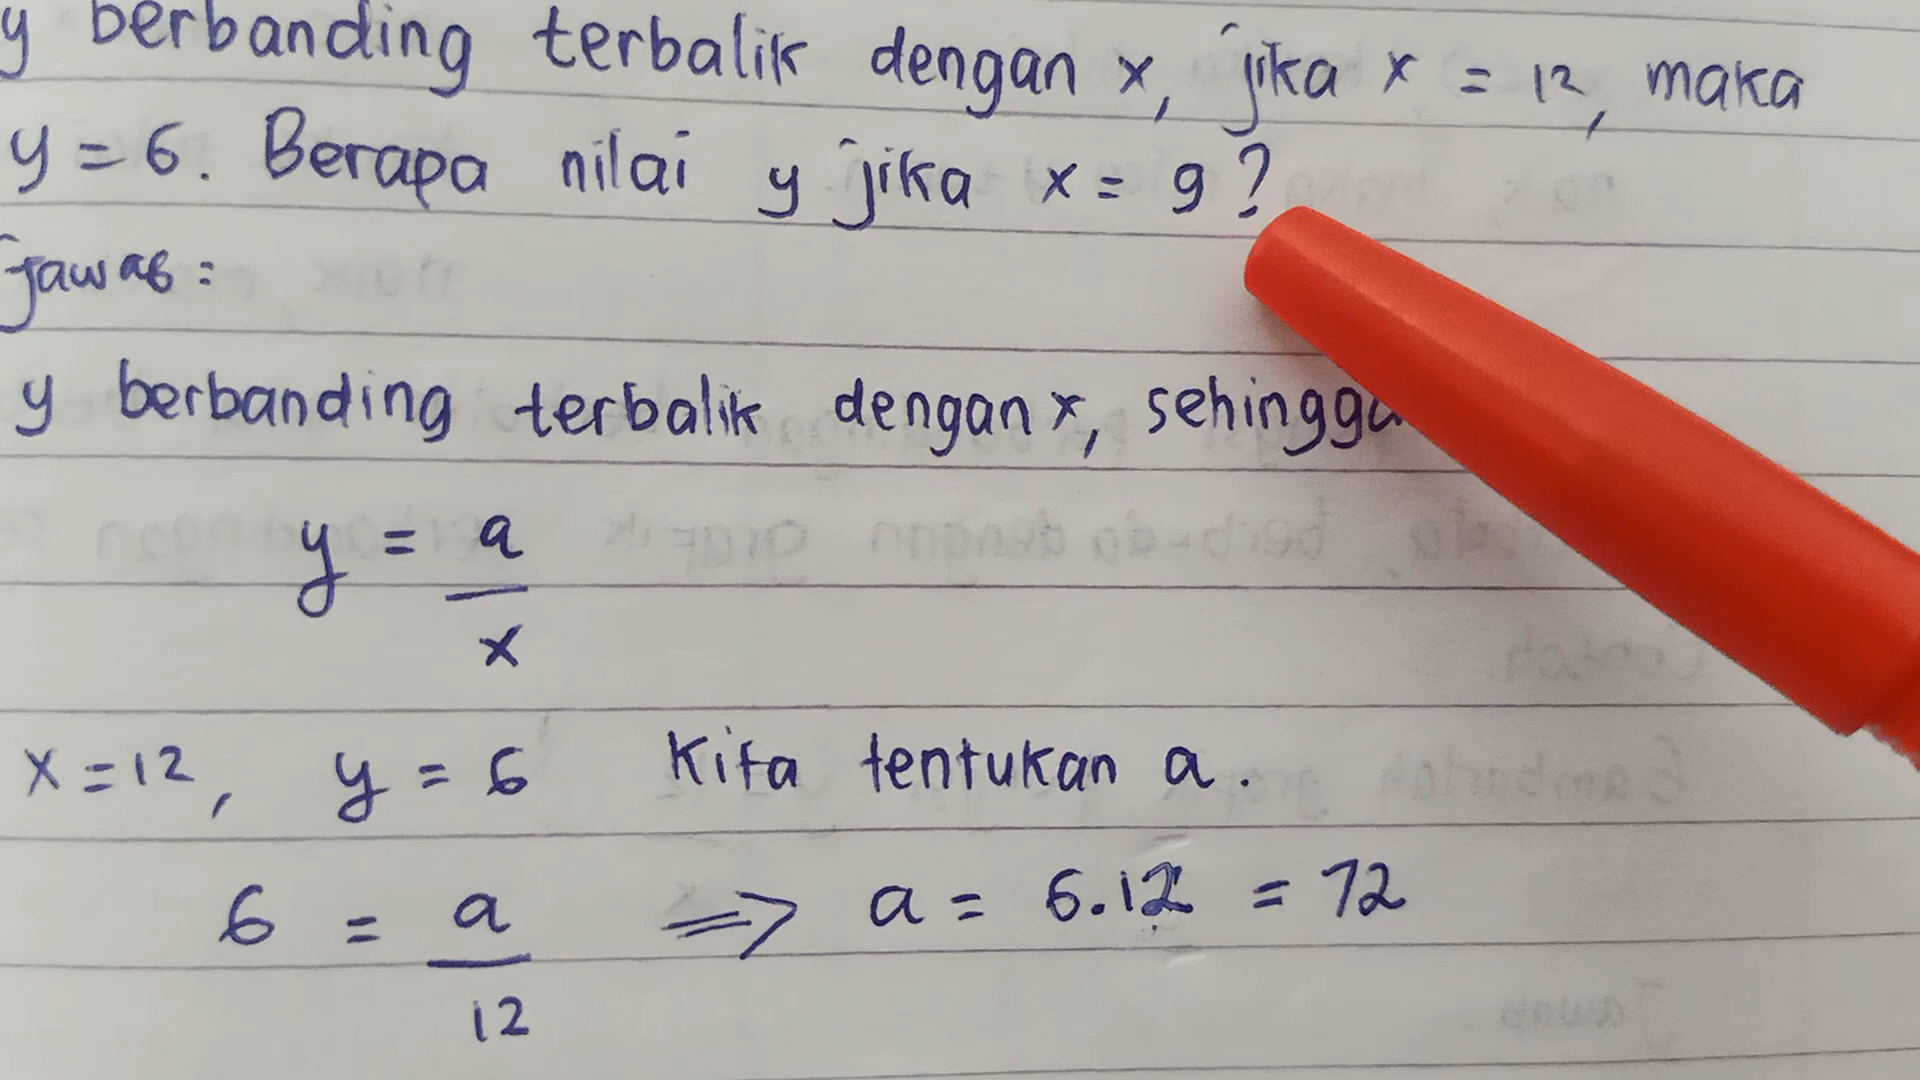 y berbanding terbalik dengan x, jika x = 12, maka
y = 6. Berapa nilai y jika x = 9?
jawab:
y berbanding terbalik dengan x, sehingga
y = a
x
x = 12, y = 6 Kita tentukan a.
6 = a ⟹ a = 6.12 = 72
12